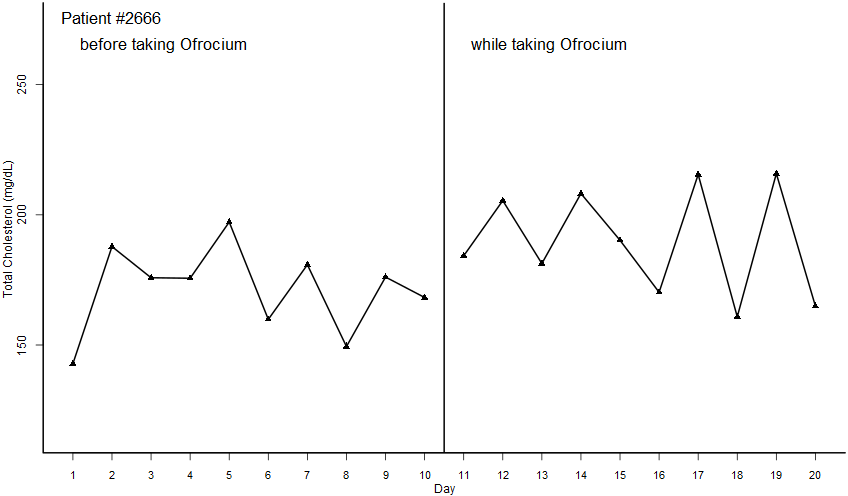 Patient #2666
before taking Ofrocium
while taking Ofrocium
Total Cholesterol (mg/dL)
250
200
150
1 2 3 4 5 6 7 8 9 10 11 12 13 14 15 16 17 18 19 20
Day